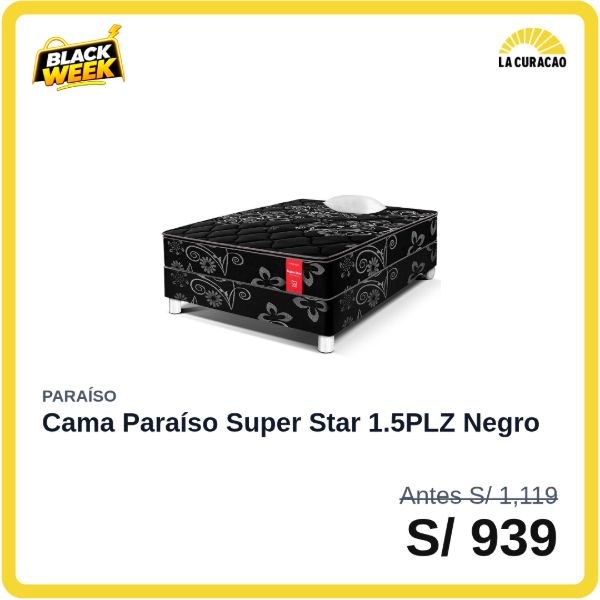 BLACK
WEEK
LA CURACAO
PARAÍSO
Cama Paraíso Super Star 1.5PLZ Negro
Antes S/ 1,119
S/ 939